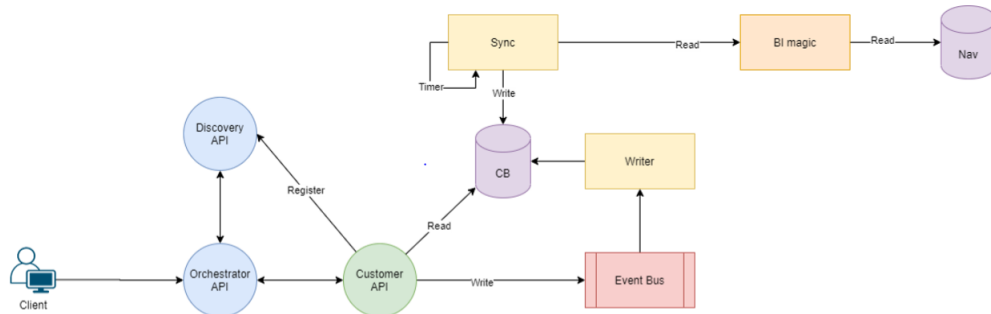 Sync
Read
BI magic
Read
Nav
Timer
Write
Discovery
API
Register
CB
Writer
Read
Client
Orchestrator
API
Customer
API
Write
Event Bus